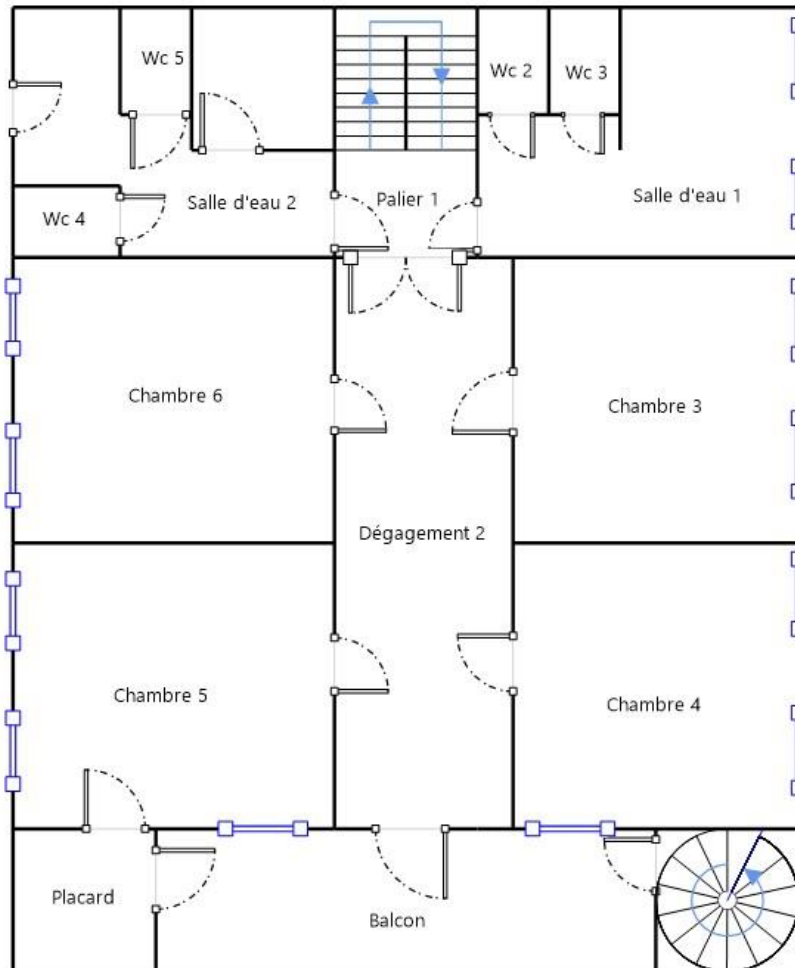 Wc 5
Wc 2
Wc 3
Wc 4
Salle d'eau 2
Palier 1
Salle d'eau 1
Chambre 6
Chambre 3
Dégagement 2
Chambre 5
Chambre 4
Placard
Balcon